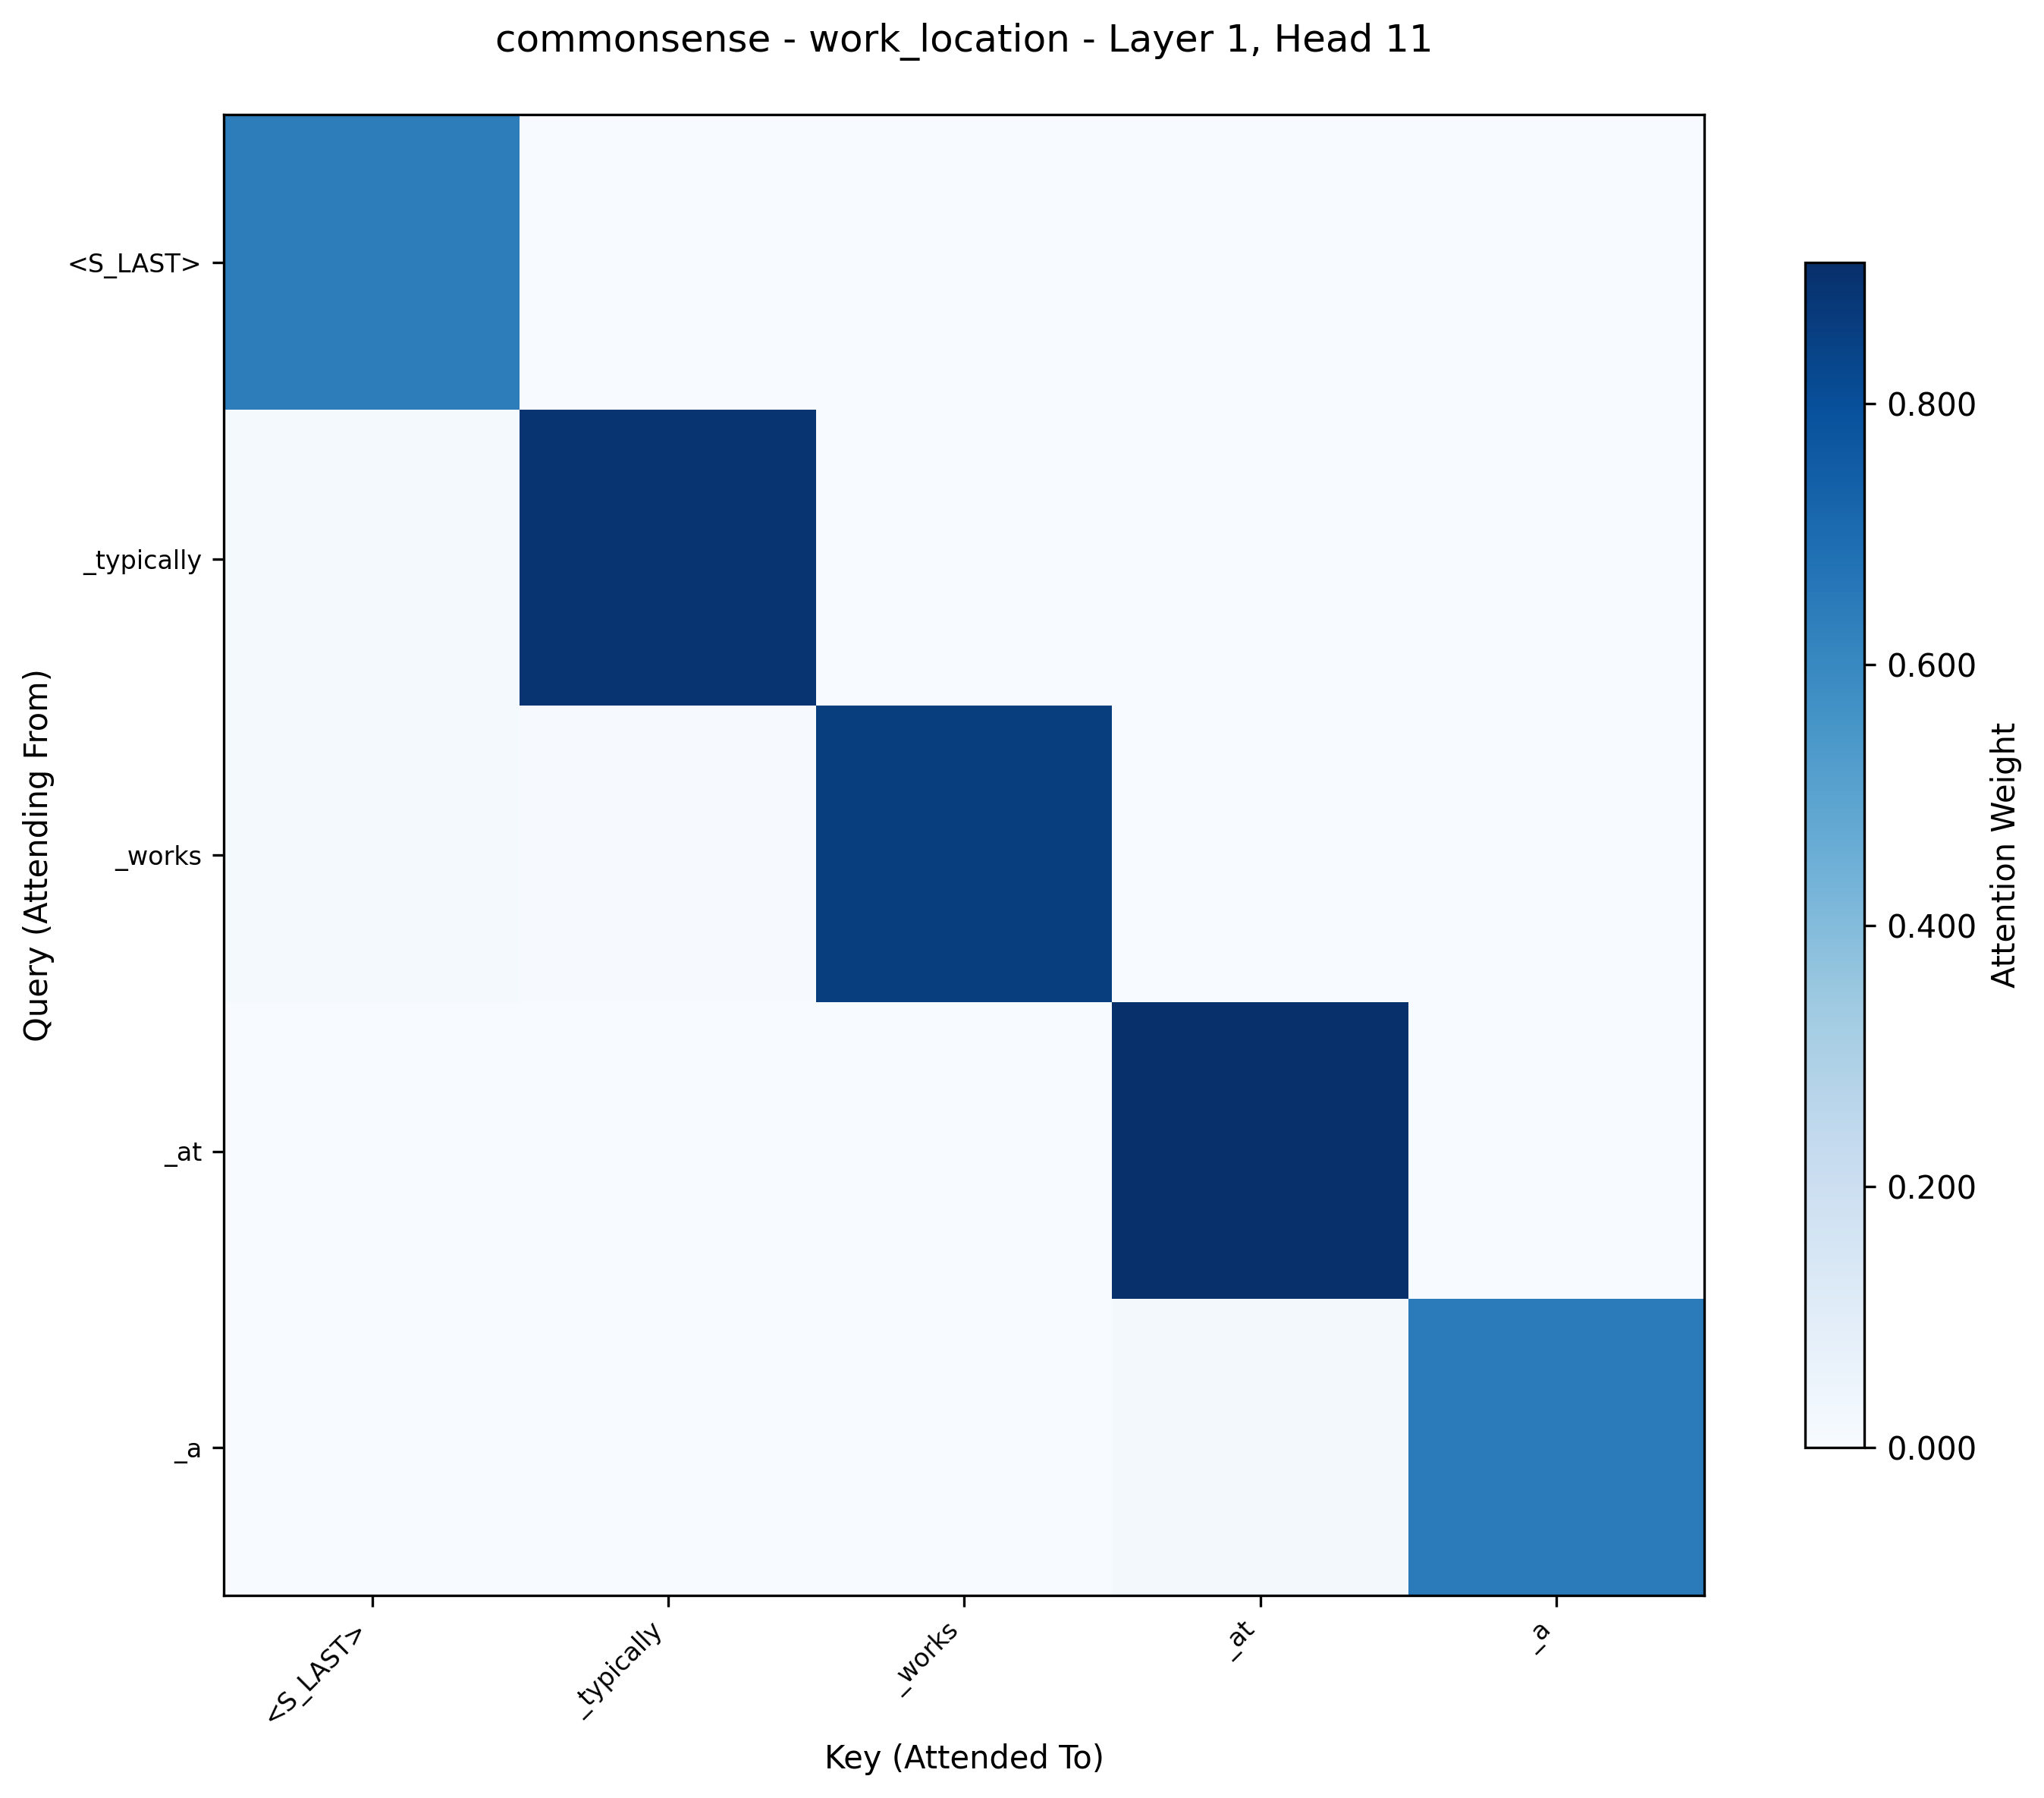 commonsense - work_location - Layer 1, Head 11
<S_LAST>
_typically
_works
_at
_a
Query (Attending From)
<S_LAST>
_typically
_works
_at
_a
Key (Attended To)
0.800
0.600
0.400
0.200
0.000
Attention Weight